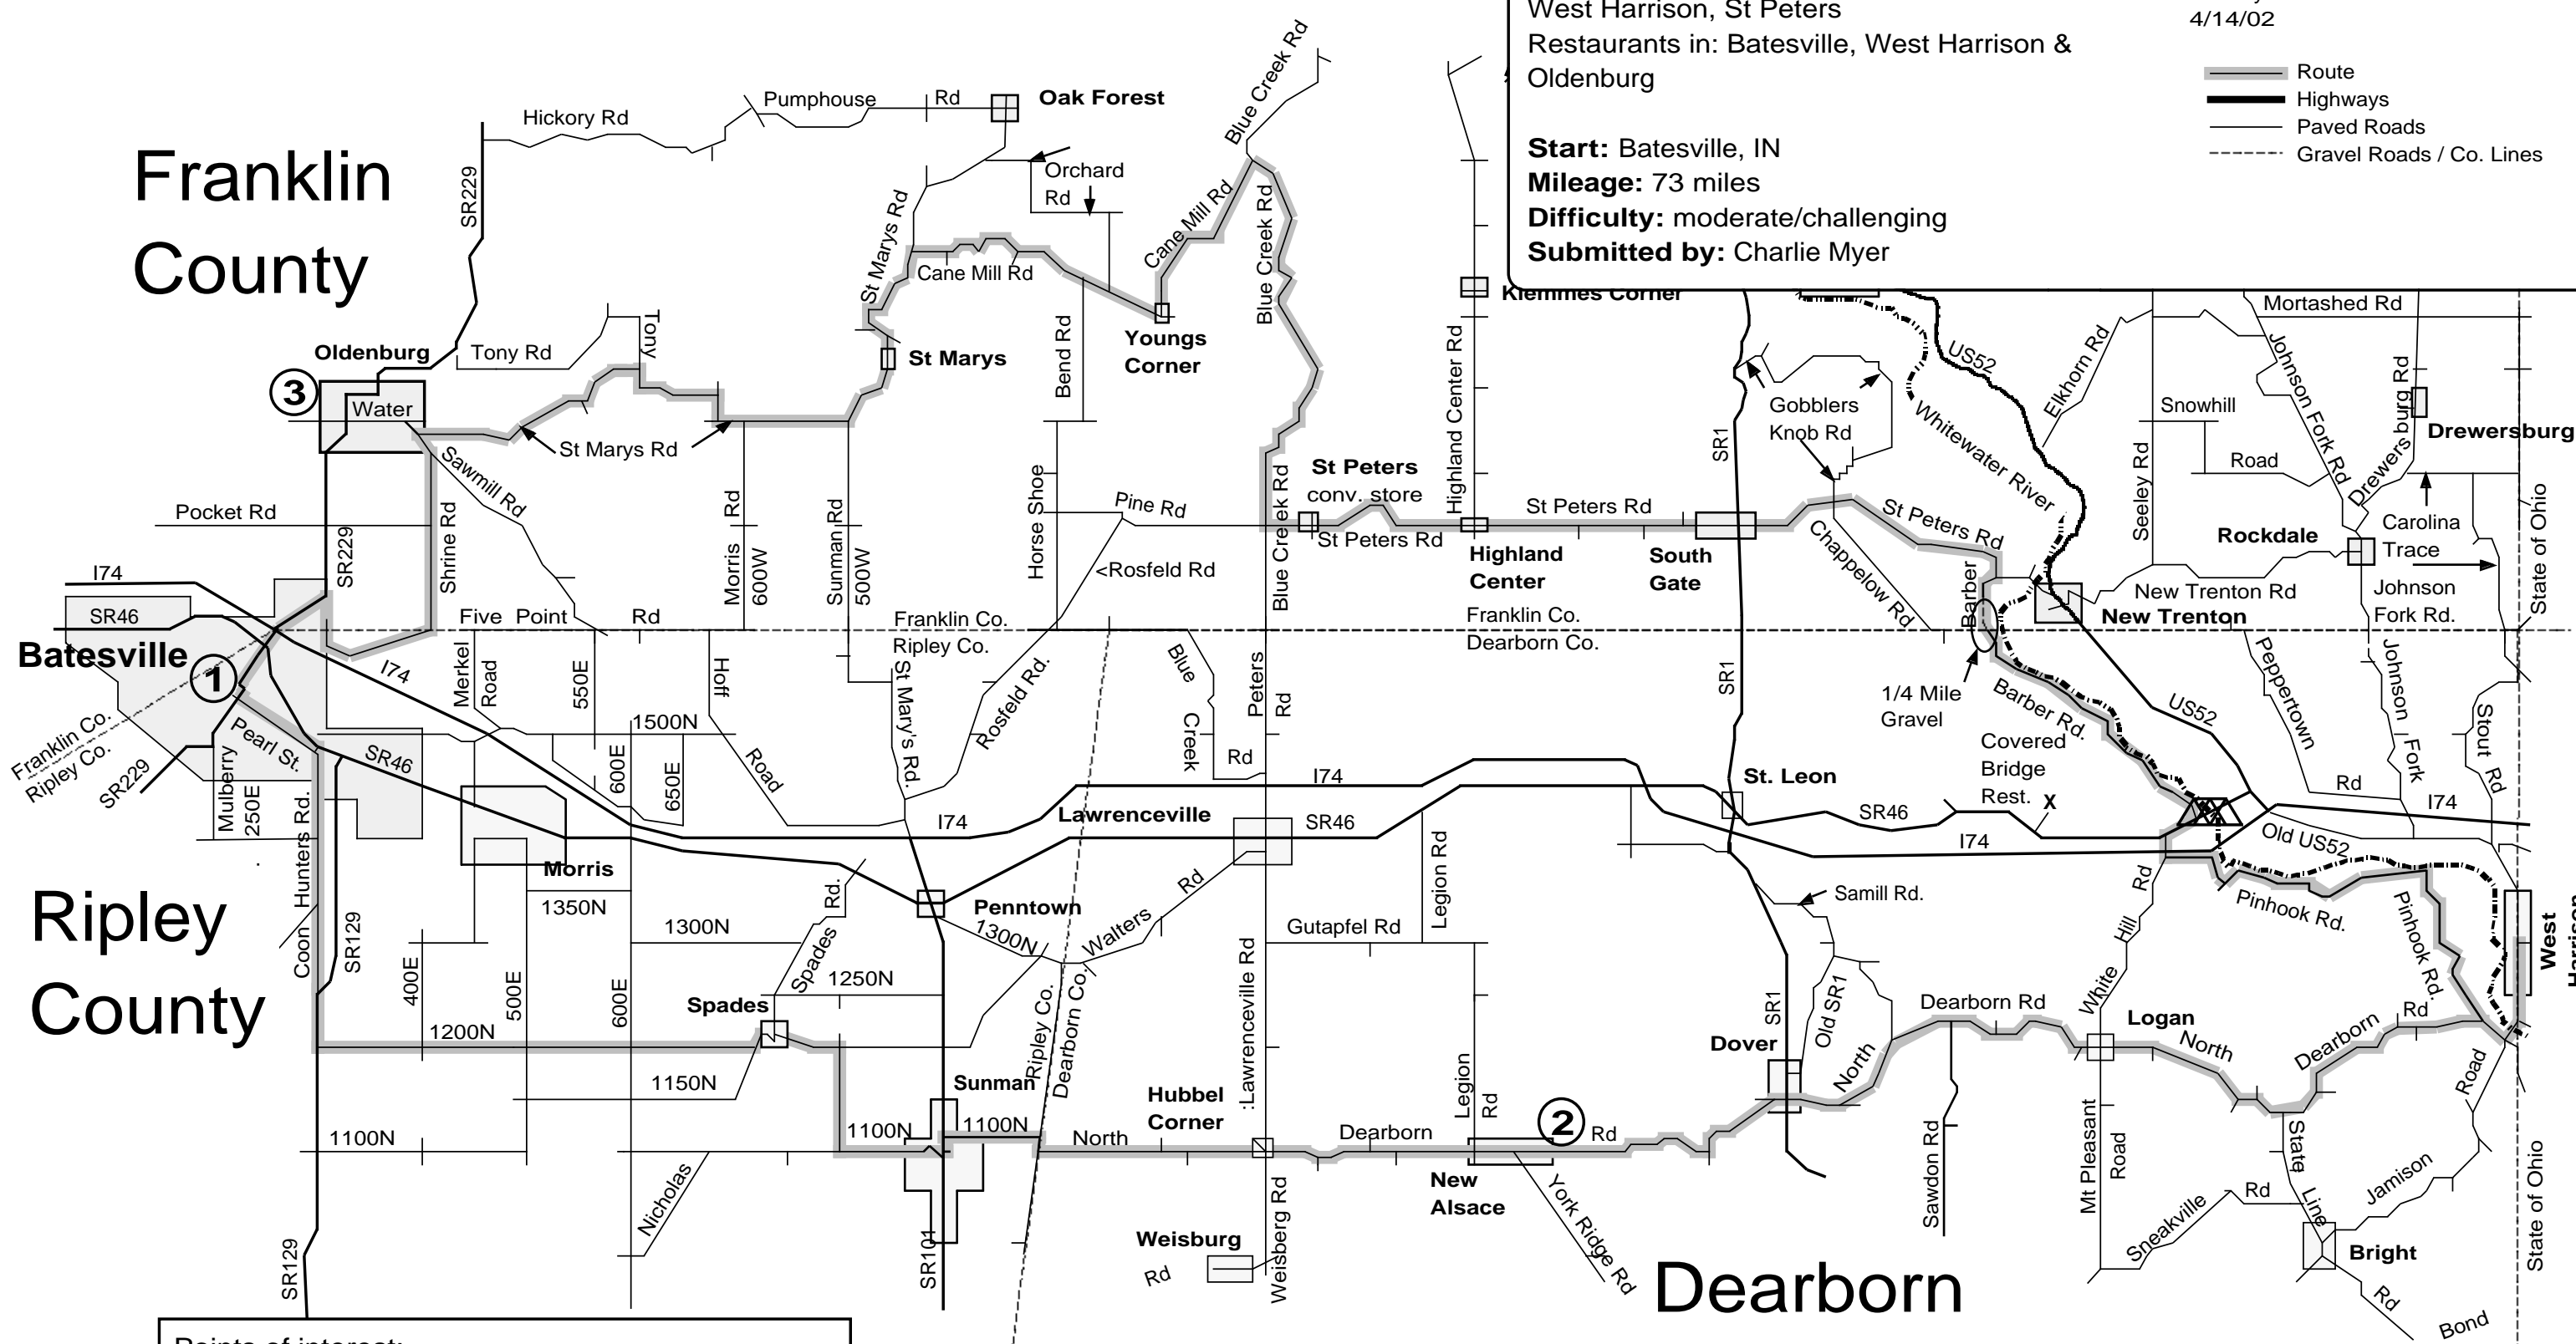 West Harrison, St Peters
Restaurants in: Batesville, West Harrison &
Oldenburg
Start: Batesville, IN
Mileage: 73 miles
Difficulty: moderate/challenging
Submitted by: Charlie Myer
4/14/02
Route
Highways
Paved Roads
Gravel Roads / Co. Lines
Franklin
County
Hickory Rd
Pumphouse
Rd
Oak Forest
Orchard
Rd
SR229
St Marys Rd
Cane Mill Rd
Cane Mill Rd
Blue Creek Rd
Blue Creek Rd
Klemmes Corner
Youngs
Corner
Bend Rd
Highland Center Rd
Oldenburg
Tony Rd
Tony
St Marys
3
Water
St Marys Rd
Sawmill Rd
Pocket Rd
SR229
Shrine Rd
Morris Rd
600W
Sunman Rd
500W
Horse Shoe
Pine Rd
<Rosfeld Rd
Blue Creek Rd
St Peters
conv. store
St Peters Rd
St Peters Rd
Highland
Center
South
Gate
SR1
Gobblers
Knob Rd
US52
Whitewater River
St Peters Rd
Chappelow Rd
Barber
Elkhorn Rd
Mortashed Rd
Johnson Fork Rd
Snowhill
Road
Seeley Rd
Drewers burg Rd
Drewersburg
Rockdale
Carolina
Trace
Johnson
Fork Rd.
State of Ohio
New Trenton Rd
New Trenton
I74
SR46
Batesville
1
Five Point Rd
Franklin Co.
Ripley Co.
Franklin Co.
Dearborn Co.
Franklin Co.
Ripley Co.
SR229
Pearl St.
Mulberry
250E
I74
SR46
Merkel
Road
550E
Hoff
Road
1500N
600E
650E
St Mary's Rd.
Rosfeld Rd.
Blue
Creek
Rd
Peters
Rd
SR1
1/4 Mile
Gravel
Barber Rd.
Covered
Bridge
Rest.
X
US52
Peppertown
Rd
Johnson
Fork
Stout Rd
I74
Lawrenceville
I74
SR46
St. Leon
SR46
I74
I74
Old US52
Ripley
County
Coon Hunters Rd.
SR129
Morris
1350N
1300N
Spades Rd.
Penntown
1300N
Walters Rd
Gutapfel Rd
Legion Rd
Samill Rd.
White Hill Rd
Pinhook Rd.
Pinhook Rd.
West
400E
500E
600E
1250N
Spades
1200N
1150N
Ripley Co.
Dearborn Co.
:Lawrenceville Rd
SR1
Old SR1
Dover
Dearborn Rd
North
Logan
North
Dearborn
Rd
Sunman
1100N
1100N
1100N
North
Hubbel
Corner
Dearborn
Legion
Rd
2
Rd
New
Alsace
York Ridge Rd
Sawdon Rd
Mt Pleasant
Road
State
Line
Road
Jamison
Sneakville
Rd
Bright
Rd
Bond
State of Ohio
SR129
Nicholas
SR101
Weisburg
Rd
Weisberg Rd
Dearborn